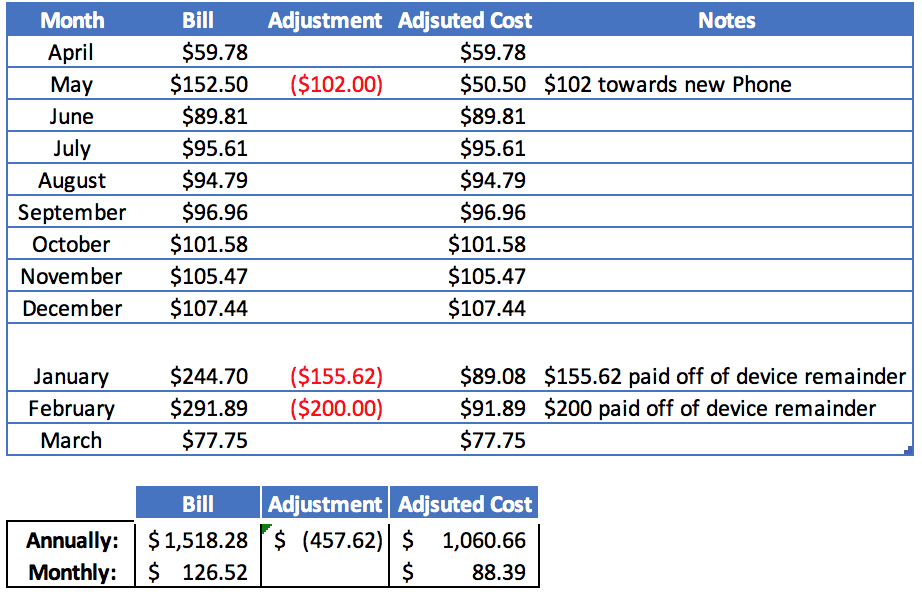 Month Bill Adjustment Adjsuted Cost Notes
April $59.78 $59.78
May $152.50 ($102.00) $50.50 $102 towards new Phone
June $89.81 $89.81
July $95.61 $95.61
August $94.79 $94.79
September $96.96 $96.96
October $101.58 $101.58
November $105.47 $105.47
December $107.44 $107.44
January $244.70 ($155.62) $89.08 $155.62 paid off of device remainder
February $291.89 ($200.00) $91.89 $200 paid off of device remainder
March $77.75 $77.75
Bill Adjustment Adjsuted Cost
Annually: $ 1,518.28 $ (457.62) $ 1,060.66
Monthly: $ 126.52 $ 88.39